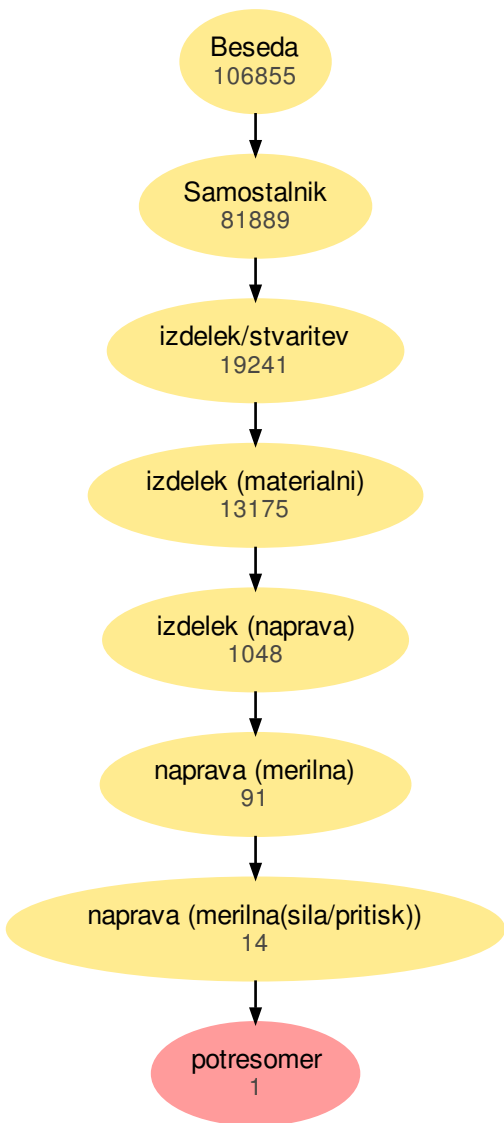 Beseda
106855
Samostalnik
81889
izdelek/stvaritev
19241
izdelek (materialni)
13175
izdelek (naprava)
1048
naprava (merilna)
91
naprava (merilna(sila/pritisk))
14
potresomer
1